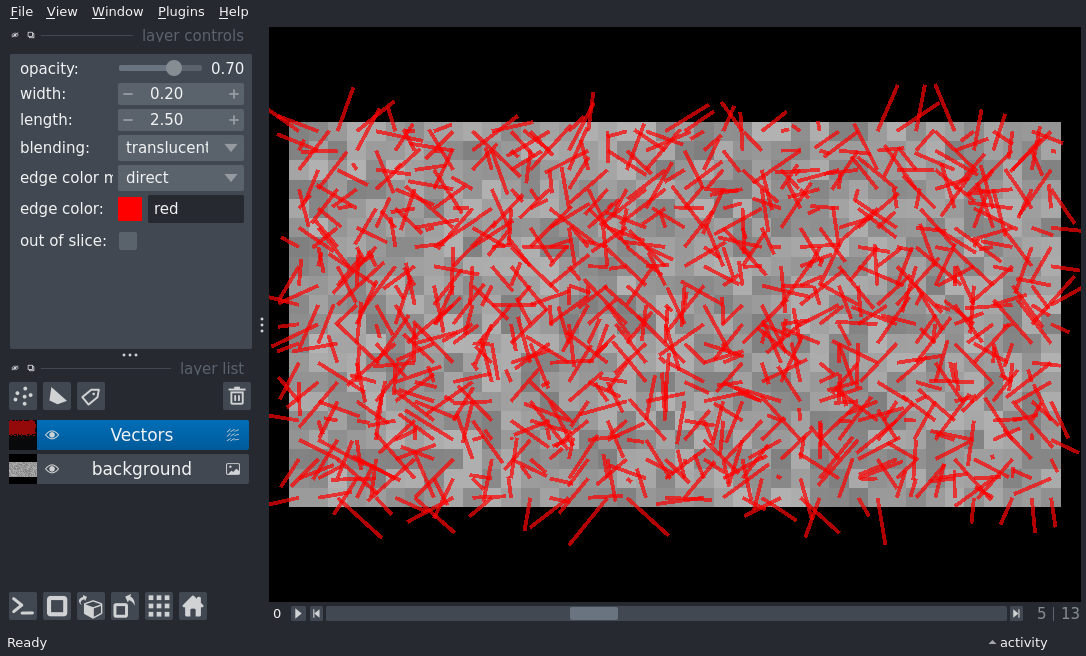 File View Window Plugins Help
layer controls
opacity: 0.70
width: 0.20
length: 2.50
blending: translucent
edge color m direct
edge color: red
out of slice:
layer list
Vectors
background
0 5 | 13
Ready activity